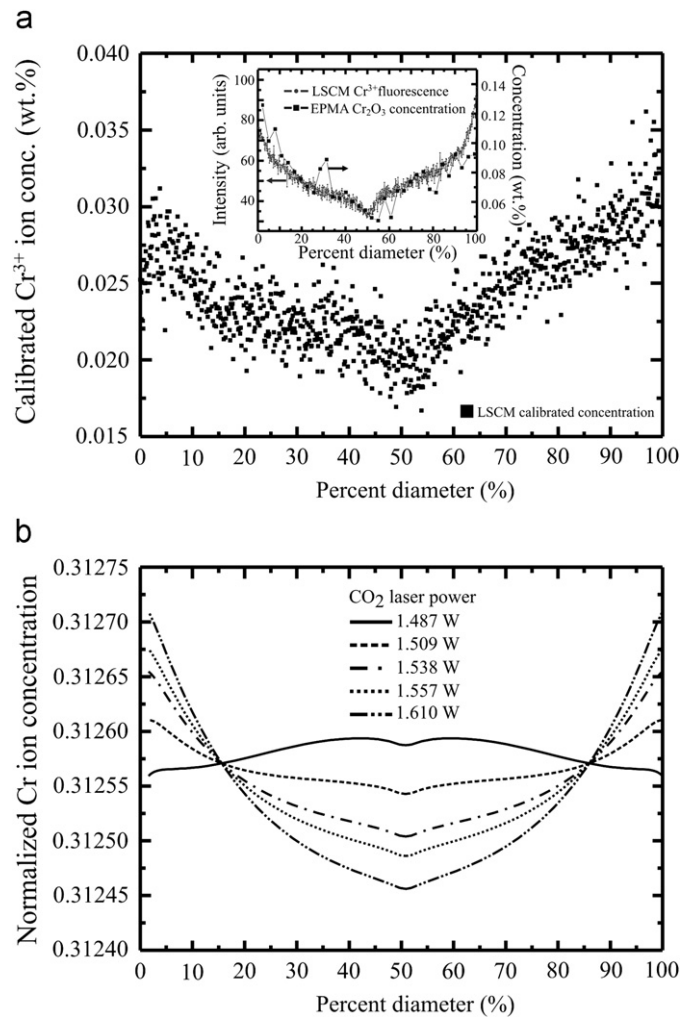 a
Calibrated Cr3+ ion conc. (wt.%)
0.040
0.035
0.030
0.025
0.020
0.015
0 10 20 30 40 50 60 70 80 90 100
Percent diameter (%)
LSCM calibrated concentration
Intensity (arb. units)
100
80
60
40
LSCM Cr3+fluorescence
EPMA Cr2O3 concentration
Concentration (wt.%)
0.14
0.12
0.10
0.08
0.06
0 20 40 60 80 100
Percent diameter (%)
b
Normalized Cr ion concentration
0.31275
0.31270
0.31265
0.31260
0.31255
0.31250
0.31245
0.31240
CO2 laser power
1.487 W
1.509 W
1.538 W
1.557 W
1.610 W
0 10 20 30 40 50 60 70 80 90 100
Percent diameter (%)